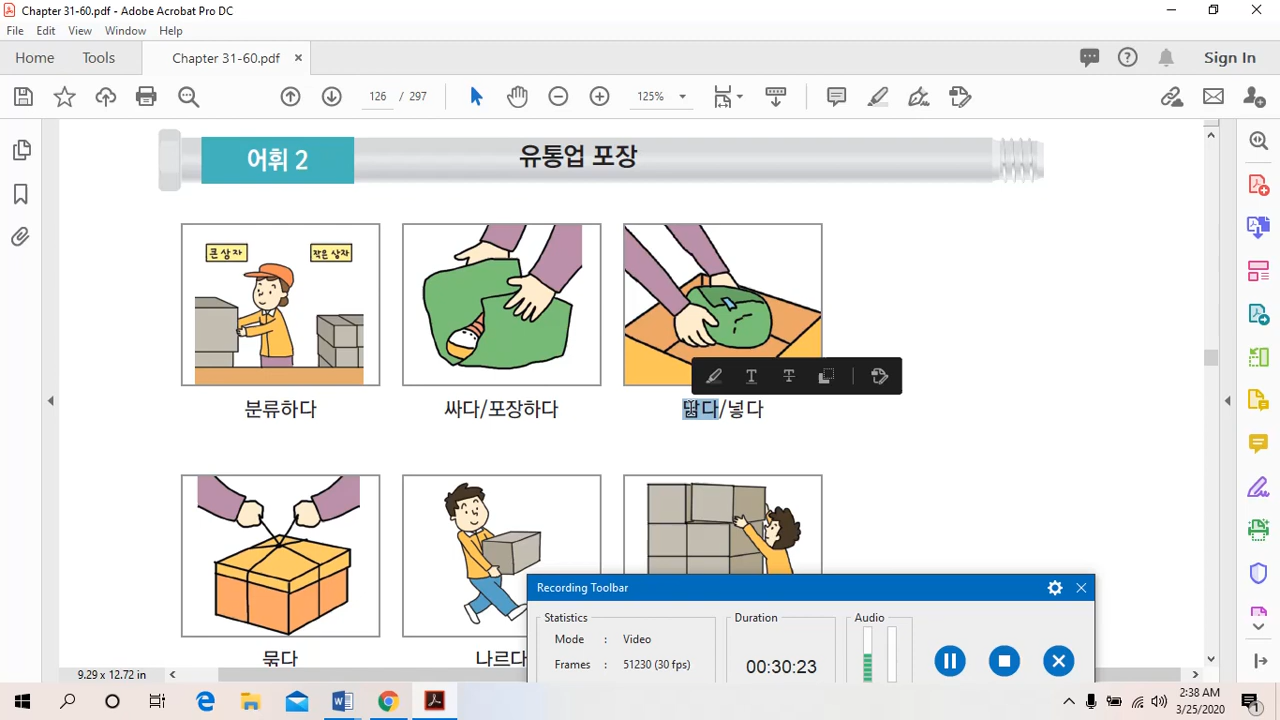 Chapter 31-60.pdf - Adobe Acrobat Pro DC
File Edit View Window Help
Home Tools Chapter 31-60.pdf × Sign In
126 / 297 125%
어휘 2 유통업 포장
큰 상자 작은 상자
분류하다 싸다/포장하다 담다/넣다
묶다 나르다
Recording Toolbar
Statistics Duration Audio
Mode : Video
Frames : 51230 (30 fps) 00:30:23
9.29 x 12.72 in
2:38 AM
3/25/2020